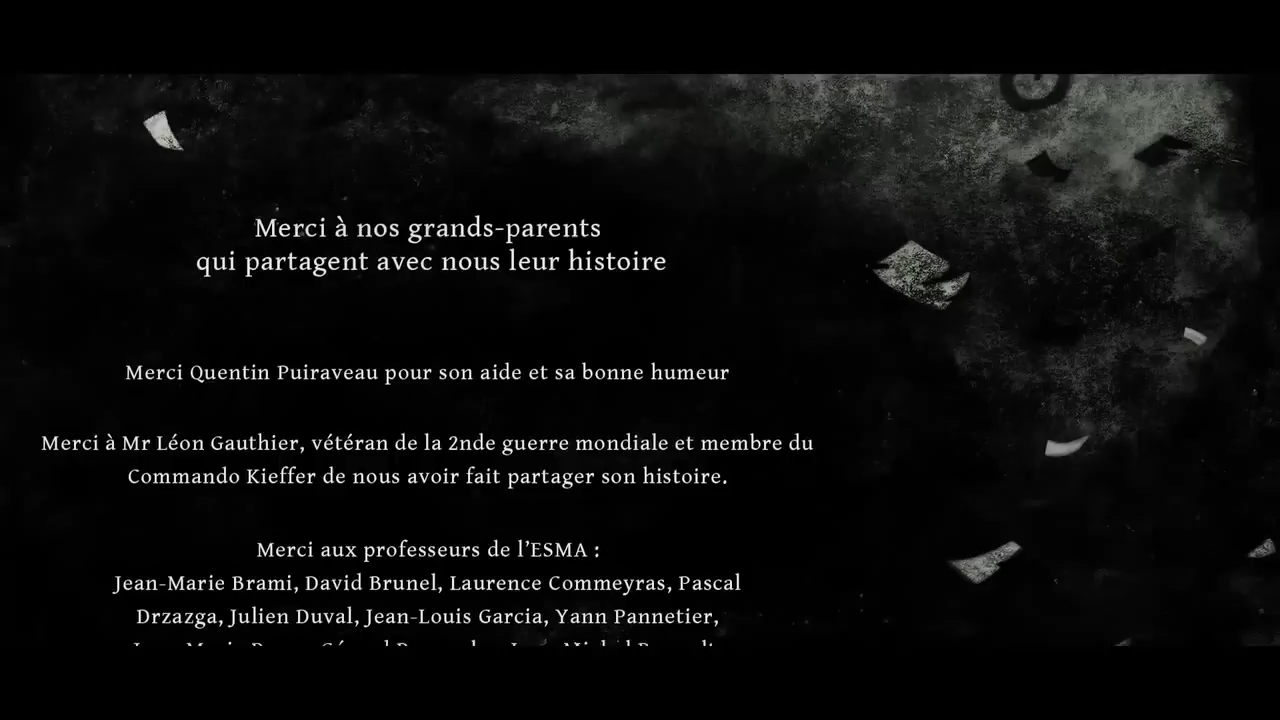 Merci à nos grands-parents
qui partagent avec nous leur histoire
Merci Quentin Puiraveau pour son aide et sa bonne humeur
Merci à Mr Léon Gauthier, vétéran de la 2nde guerre mondiale et membre du
Commando Kieffer de nous avoir fait partager son histoire.
Merci aux professeurs de l'ESMA :
Jean-Marie Brami, David Brunel, Laurence Commeyras, Pascal
Drzazga, Julien Duval, Jean-Louis Garcia, Yann Pannetier,